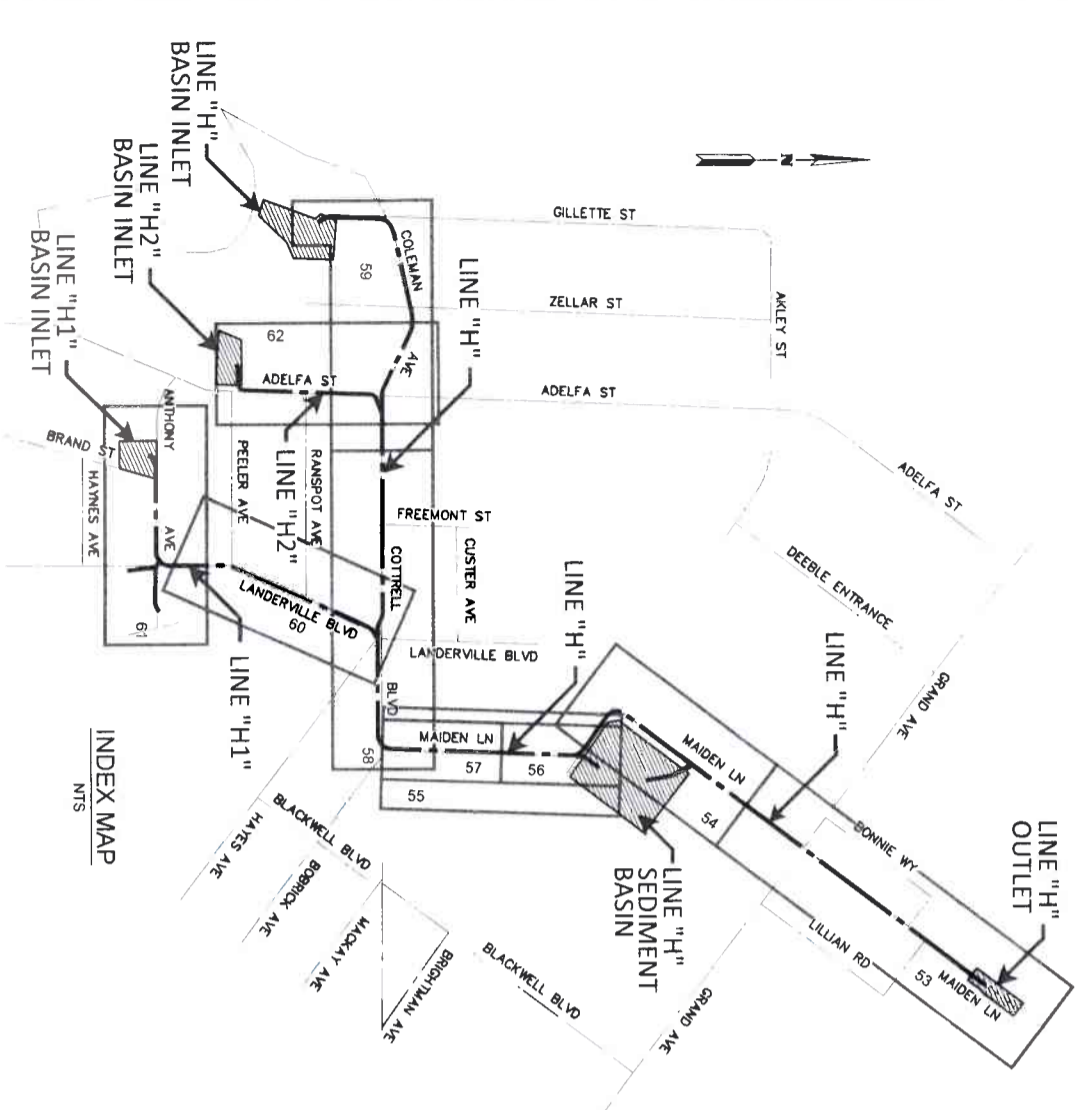 LINE "H"
BASIN INLET
LINE "H2"
BASIN INLET
LINE "H1"
BASIN INLET
N
GILLETTE ST
COLEMAN
AVE
59
ZELLAR ST
AKLEY ST
LINE "H"
62
ADELFA ST
ADELFA ST
ADELFA ST
LINE "H2"
ANTHONY
AVE
BRAND ST
HAYNES AVE
PEELER AVE
RANSPOT AVE
FREEMONT ST
CUSTER AVE
COTTRELL
BLVD
LANDERVILLE BLVD
60
61
LINE "H1"
LANDERVILLE BLVD
LINE "H"
DEEBLE ENTRANCE
GRAND AVE
LINE "H"
MAIDEN LN
57
56
58
55
MAIDEN LN
54
BONNIE WY
LINE "H"
OUTLET
LINE "H"
SEDIMENT
BASIN
LILLIAN RD
53
MAIDEN LN
BLACKWELL BLVD
HAYES AVE
BOBRICK AVE
MACKAY AVE
BRIGHTMAN AVE
BLACKWELL BLVD
GRAND AVE
INDEX MAP
NTS